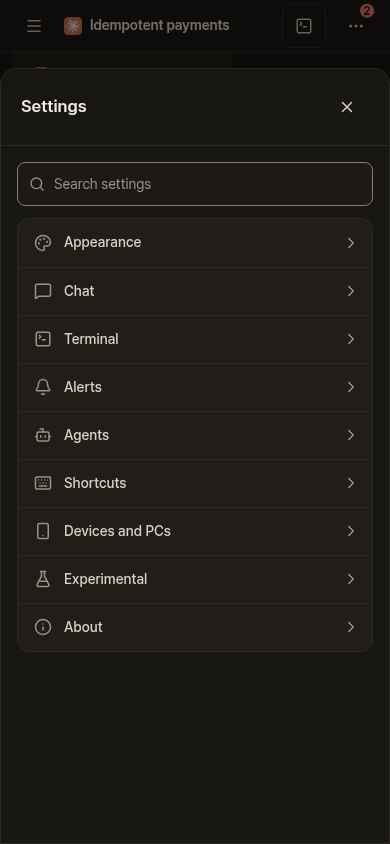 Idempotent payments
2
Settings
Search settings
Appearance
Chat
Terminal
Alerts
Agents
Shortcuts
Devices and PCs
Experimental
About